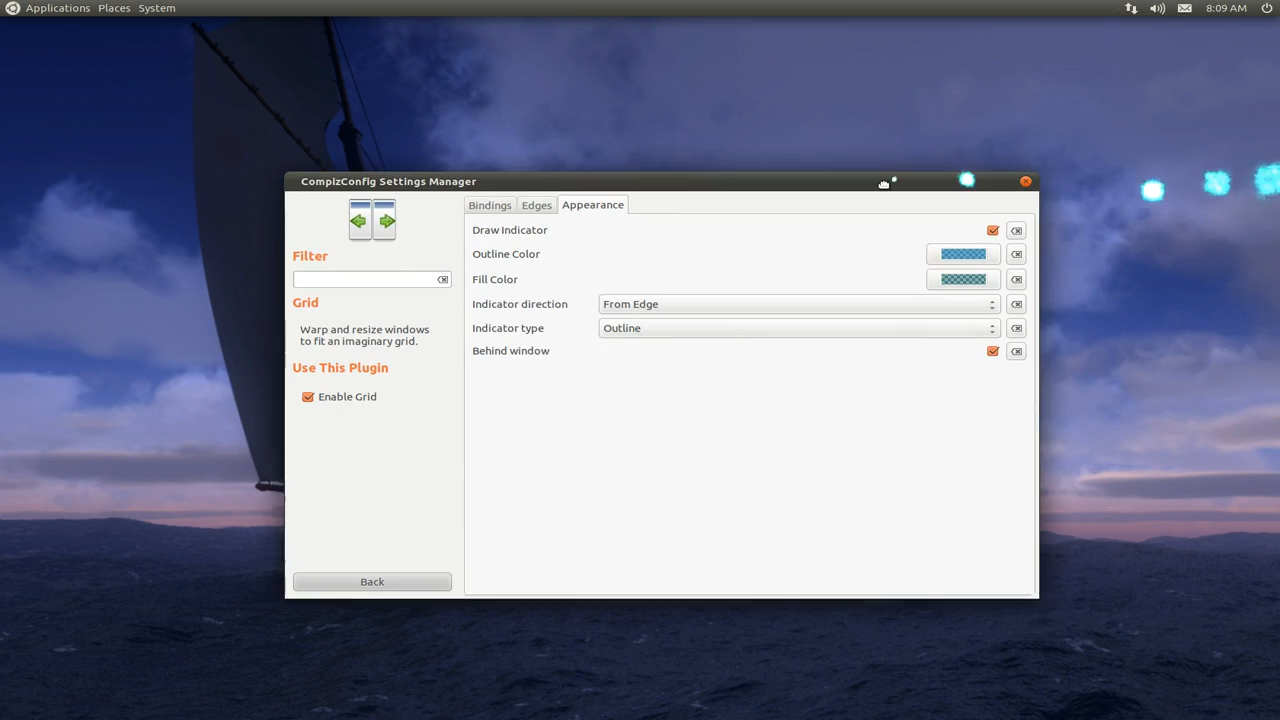 Applications Places System
8:09 AM
CompizConfig Settings Manager
Filter
Grid
Warp and resize windows
to fit an imaginary grid.
Use This Plugin
Enable Grid
Back
Bindings Edges Appearance
Draw Indicator
Outline Color
Fill Color
Indicator direction From Edge
Indicator type Outline
Behind window